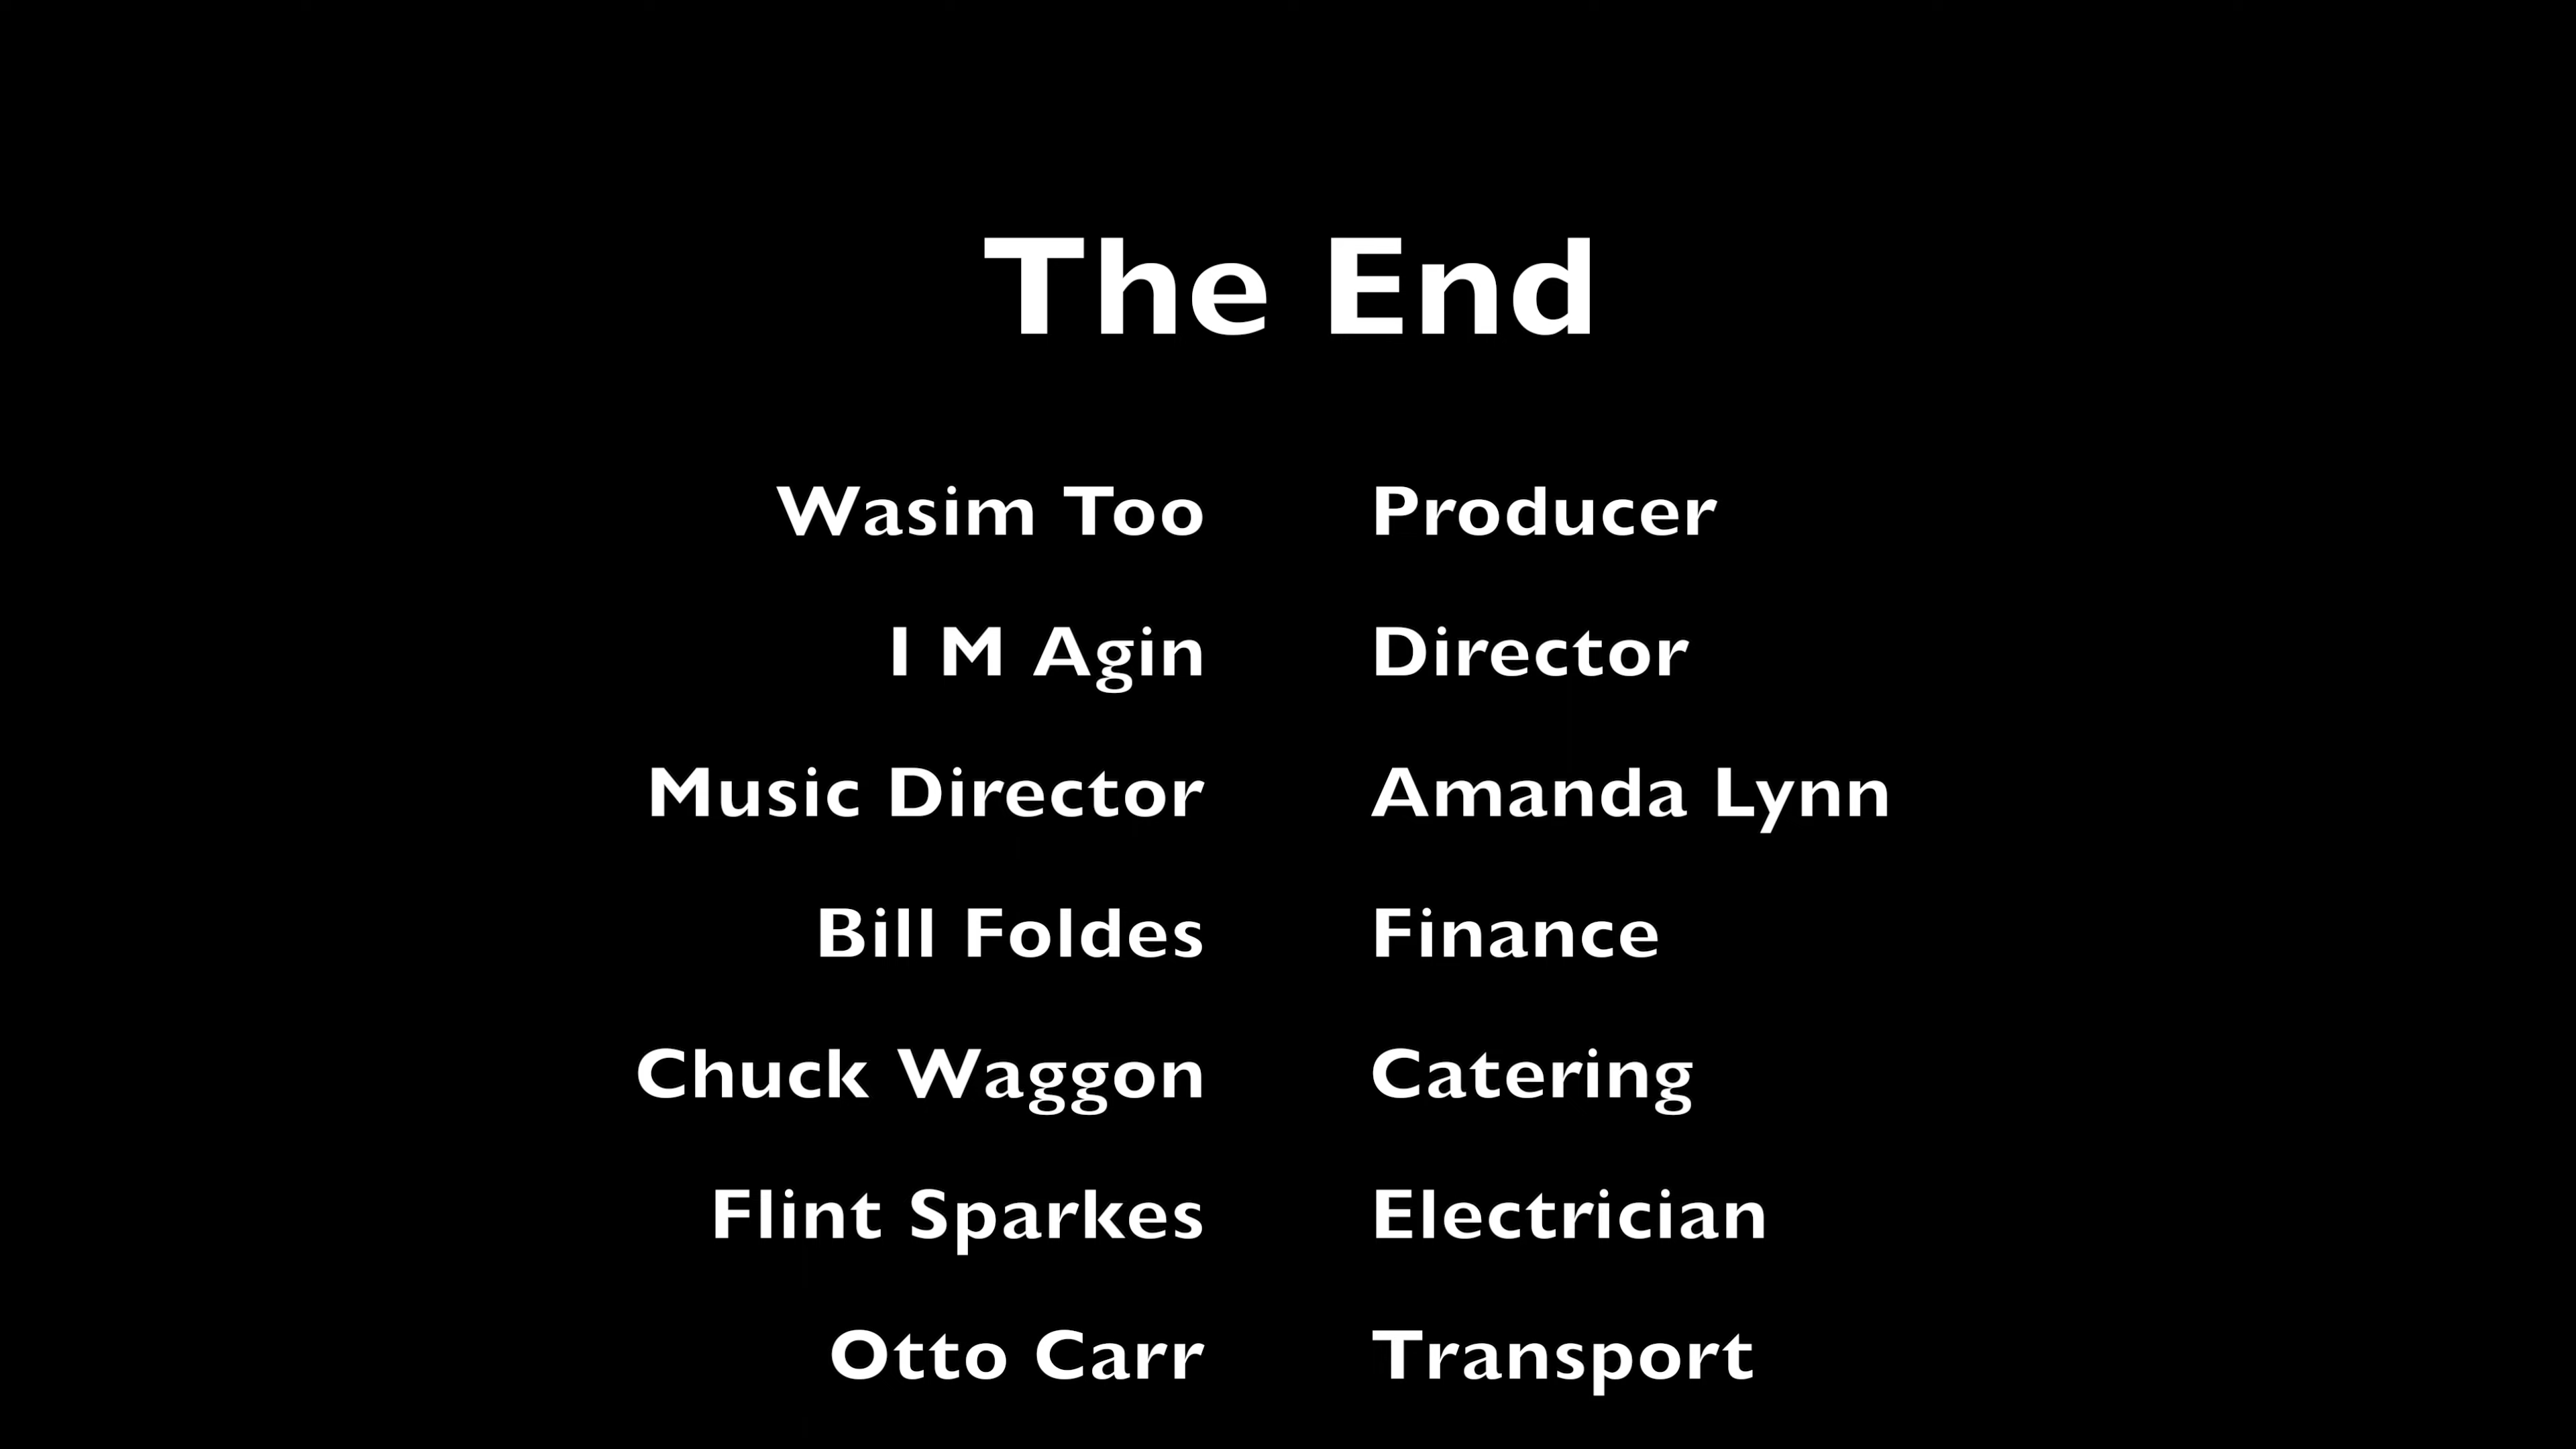 The End
Wasim Too Producer
I M Agin Director
Music Director Amanda Lynn
Bill Foldes Finance
Chuck Waggon Catering
Flint Sparkes Electrician
Otto Carr Transport